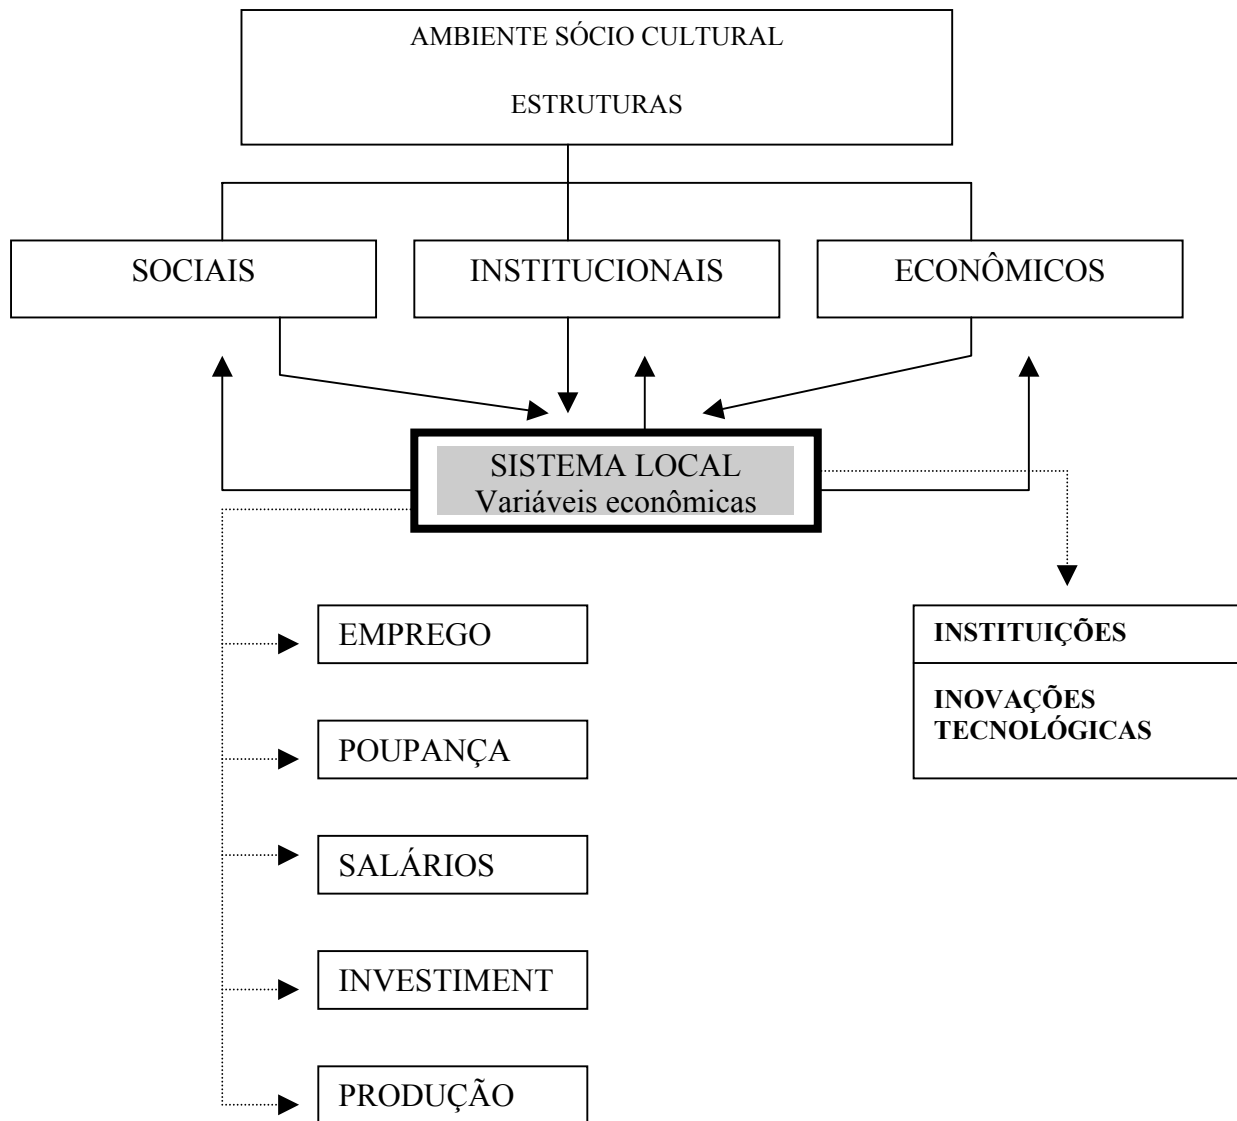 AMBIENTE SÓCIO CULTURAL
ESTRUTURAS
SOCIAIS
INSTITUCIONAIS
ECONÔMICOS
SISTEMA LOCAL
Variáveis econômicas
EMPREGO
POUPANÇA
SALÁRIOS
INVESTIMENT
PRODUÇÃO
INSTITUIÇÕES
INOVAÇÕES
TECNOLÓGICAS